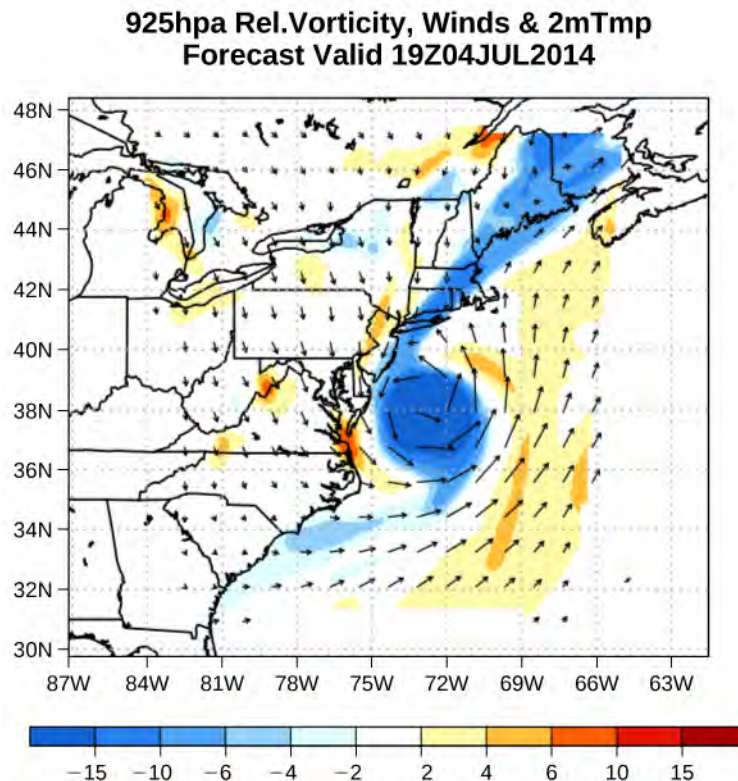 925hpa Rel.Vorticity, Winds & 2mTmp
Forecast Valid 19Z04JUL2014
48N
46N
44N
42N
40N
38N
36N
34N
32N
30N
87W 84W 81W 78W 75W 72W 69W 66W 63W
−15 −10 −6 −4 −2 2 4 6 10 15